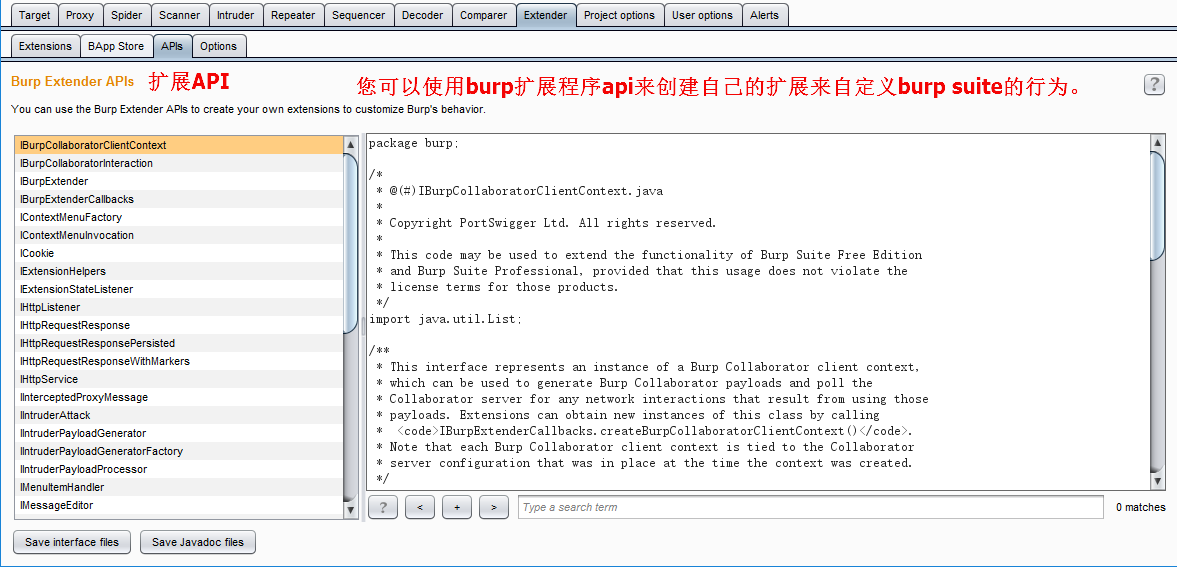 Target Proxy Spider Scanner Intruder Repeater Sequencer Decoder Comparer Extender Project options User options Alerts
Extensions BApp Store APIs Options
Burp Extender APIs 扩展API 您可以使用burp扩展程序api来创建自己的扩展来自定义burp suite的行为。
?
You can use the Burp Extender APIs to create your own extensions to customize Burp's behavior.
IBurpCollaboratorClientContext
IBurpCollaboratorInteraction
IBurpExtender
IBurpExtenderCallbacks
IContextMenuFactory
IContextMenuInvocation
ICookie
IExtensionHelpers
IExtensionStateListener
IHttpListener
IHttpRequestResponse
IHttpRequestResponsePersisted
IHttpRequestResponseWithMarkers
IHttpService
IInterceptedProxyMessage
IIntruderAttack
IIntruderPayloadGenerator
IIntruderPayloadGeneratorFactory
IIntruderPayloadProcessor
IMenuItemHandler
IMessageEditor
package burp;
/*
* @(#)IBurpCollaboratorClientContext.java
*
* Copyright PortSwigger Ltd. All rights reserved.
*
* This code may be used to extend the functionality of Burp Suite Free Edition
* and Burp Suite Professional, provided that this usage does not violate the
* license terms for those products.
*/
import java.util.List;
/**
* This interface represents an instance of a Burp Collaborator client context,
* which can be used to generate Burp Collaborator payloads and poll the
* Collaborator server for any network interactions that result from using those
* payloads. Extensions can obtain new instances of this class by calling
* <code>IBurpExtenderCallbacks.createBurpCollaboratorClientContext()</code>.
* Note that each Burp Collaborator client context is tied to the Collaborator
* server configuration that was in place at the time the context was created.
*/
? < + > Type a search term 0 matches
Save interface files Save Javadoc files